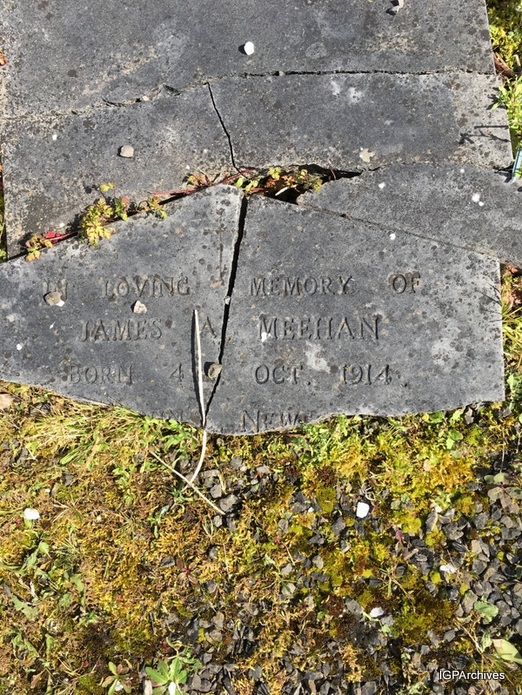 IN LOVING MEMORY OF
JAMES A MEEHAN
BORN 4 OCT. 1914
IGPArchives